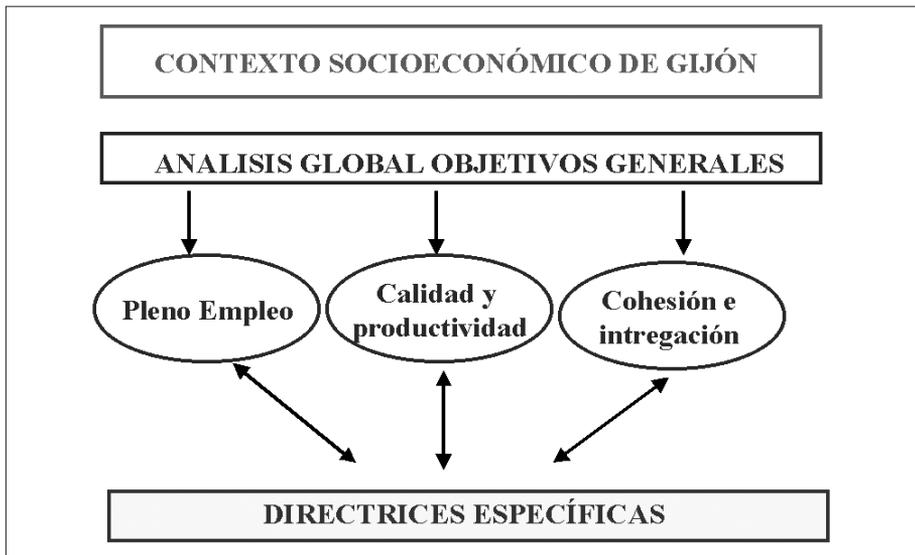 CONTEXTO SOCIOECONÓMICO DE GIJÓN
ANALISIS GLOBAL OBJETIVOS GENERALES
Pleno Empleo
Calidad y
productividad
Cohesión e
intregación
DIRECTRICES ESPECÍFICAS